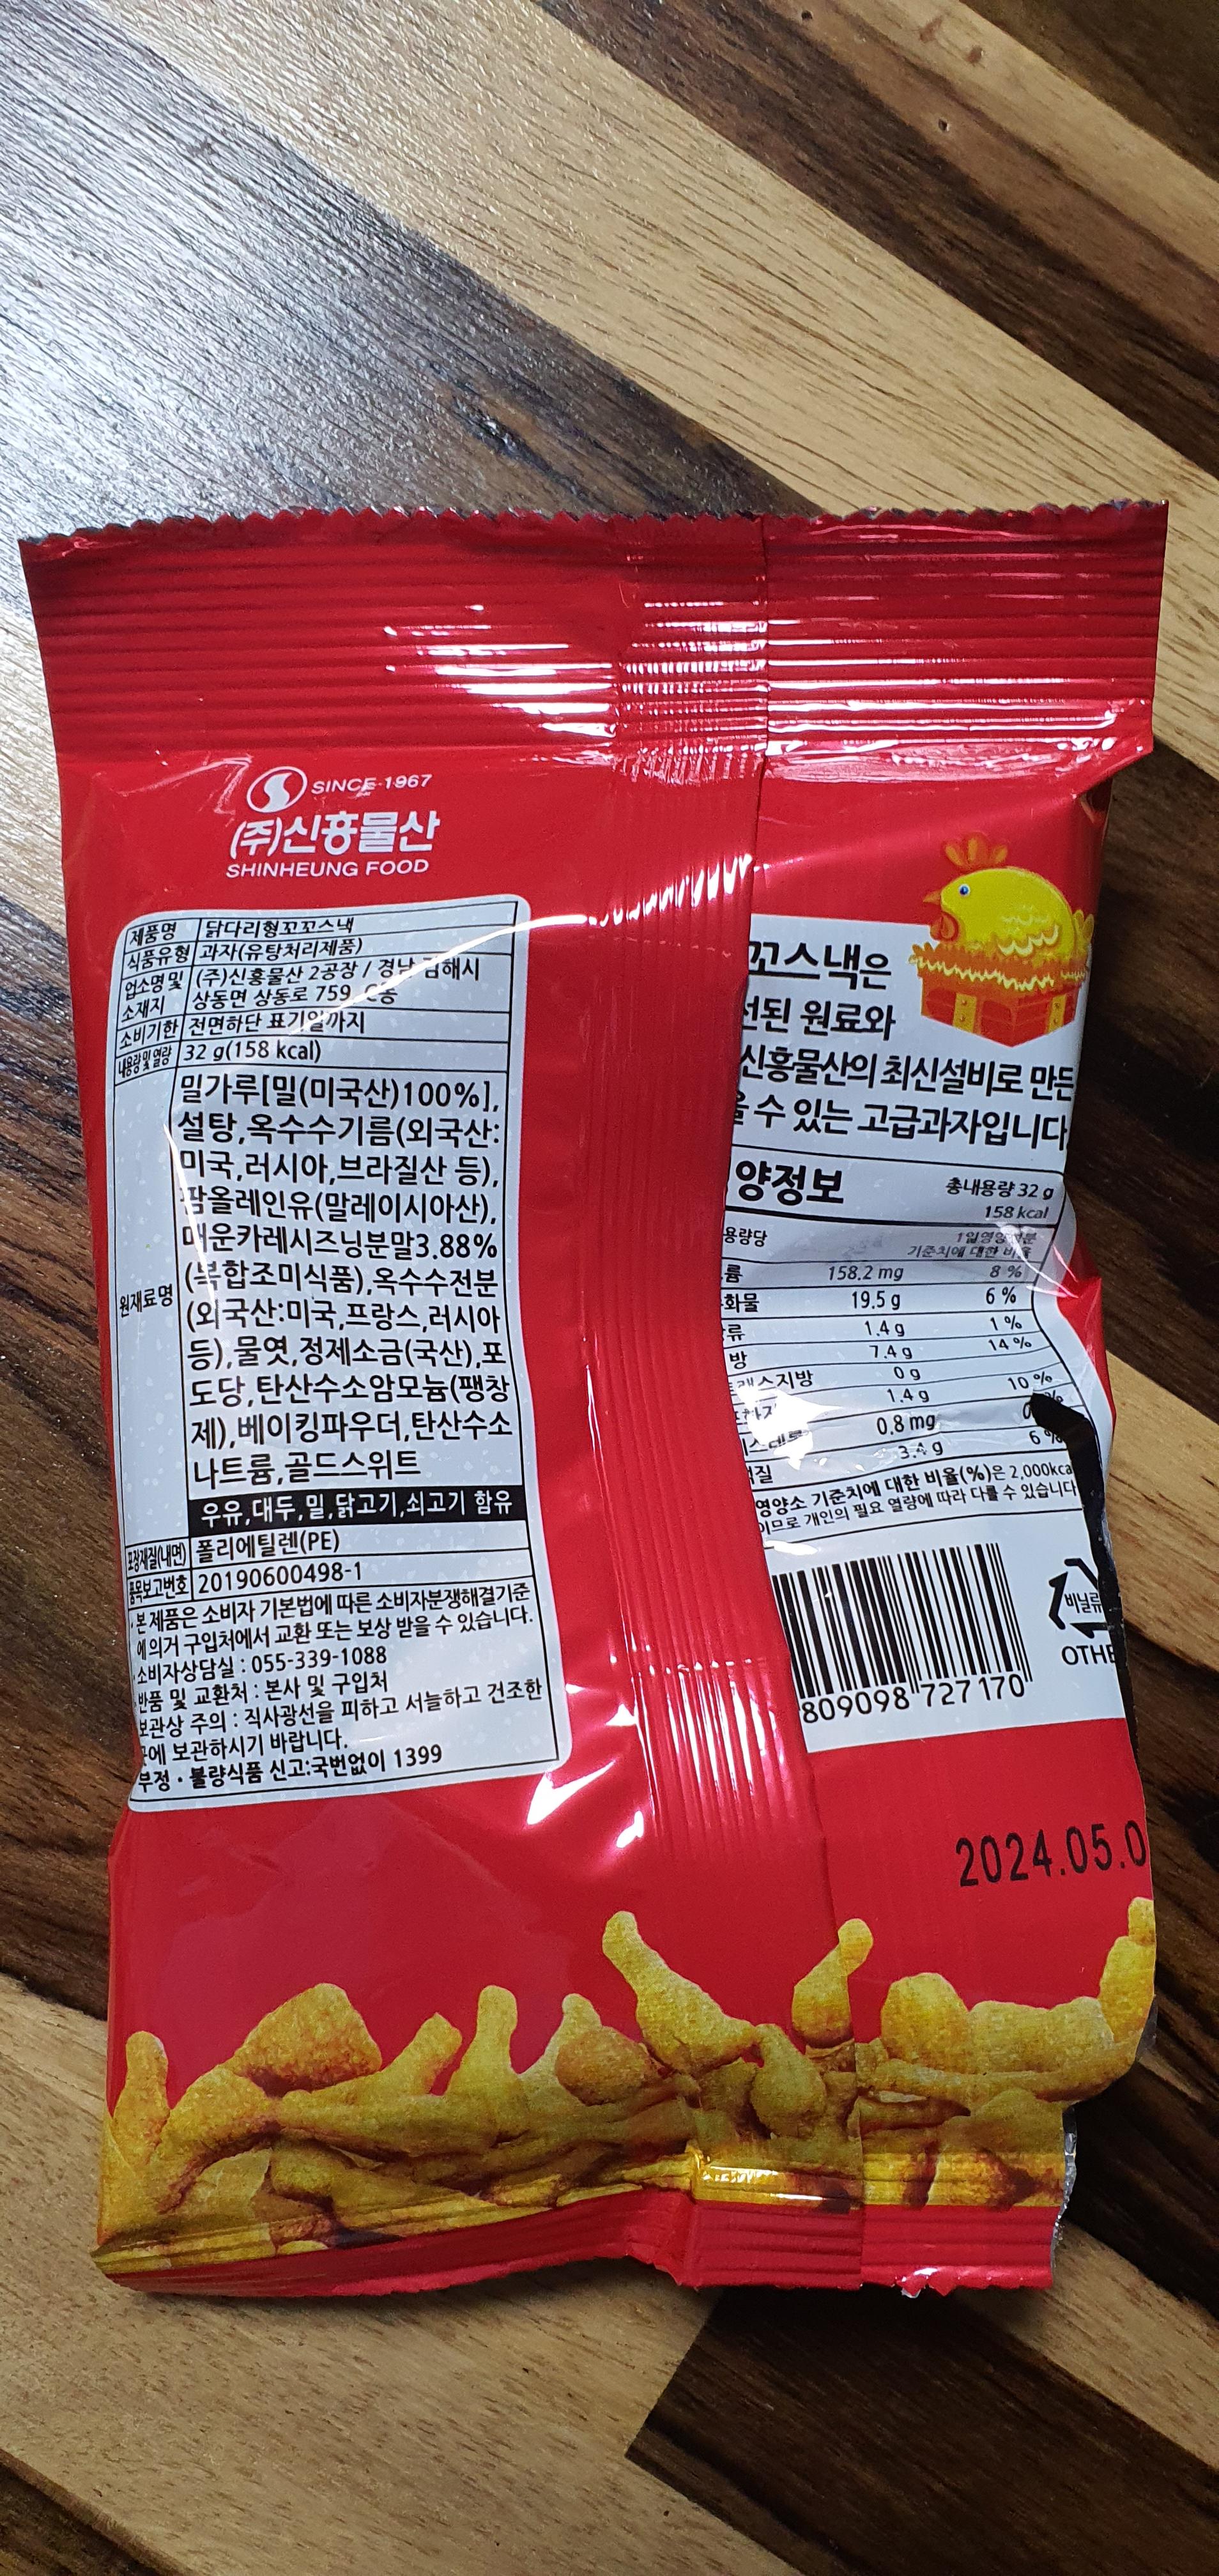 SINCE 1967
(주)신흥물산
SHINHEUNG FOOD
제품명 닭다리형꼬꼬스낵
식품유형 과자(유탕처리제품)
업소명 및 소재지 (주)신흥물산 2공장 / 경남 김해시
상동면 상동로 759
소비기한 전면하단 표기일까지
내용량 및 열량 32 g(158 kcal)
원재료명
밀가루[밀(미국산)100%],
설탕,옥수수기름(외국산:
미국,러시아,브라질산 등),
팜올레인유(말레이시아산),
매운카레시즈닝분말3.88%
(복합조미식품),옥수수전분
(외국산:미국,프랑스,러시아
등),물엿,정제소금(국산),포
도당,탄산수소암모늄(팽창
제),베이킹파우더,탄산수소
나트륨,골드스위트
우유,대두,밀,닭고기,쇠고기 함유
포장재질(내면) 폴리에틸렌(PE)
품목보고번호 20190600498-1
· 본 제품은 소비자 기본법에 따른 소비자분쟁해결기준
에 의거 구입처에서 교환 또는 보상 받을 수 있습니다.
· 소비자상담실 : 055-339-1088
반품 및 교환처 : 본사 및 구입처
보관상 주의 : 직사광선을 피하고 서늘하고 건조한
곳에 보관하시기 바랍니다.
부정 · 불량식품 신고:국번없이 1399
꼬스낵은
선된 원료와
신흥물산의 최신설비로 만든
을 수 있는 고급과자입니다.
양정보
총내용량 32 g
158 kcal
용량당
1일영양성분
기준치에 대한 비율
륨 158.2 mg 8 %
화물 19.5 g 6 %
류 1.4 g 1 %
방 7.4 g 14 %
스지방 0 g
1.4 g 10 %
0.8 mg 0
질 3.4 g 6 %
영양소 기준치에 대한 비율(%)은 2,000kca
이므로 개인의 필요 열량에 따라 다를 수 있습니다
809098 727170
비닐류
OTHE
2024.05.0